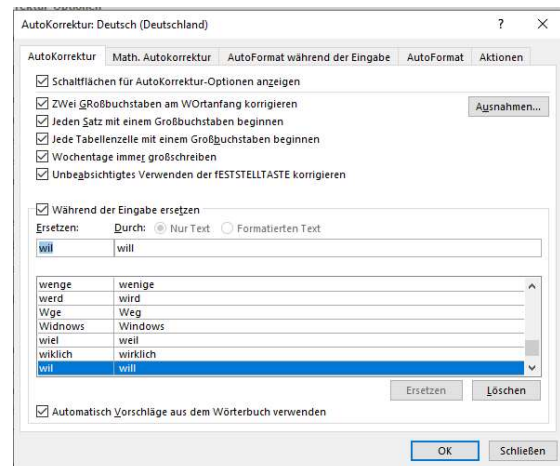 AutoKorrektur: Deutsch (Deutschland) ? ×
AutoKorrektur Math. Autokorrektur AutoFormat während der Eingabe AutoFormat Aktionen
Schaltflächen für AutoKorrektur-Optionen anzeigen
ZWei GRoßbuchstaben am WOrtanfang korrigieren Ausnahmen...
Jeden Satz mit einem Großbuchstaben beginnen
Jede Tabellenzelle mit einem Großbuchstaben beginnen
Wochentage immer großschreiben
Unbeabsichtigtes Verwenden der fESTSTELLTASTE korrigieren
Während der Eingabe ersetzen
Ersetzen: Durch: Nur Text Formatierten Text
wil will
wenge wenige
werd wird
Wge Weg
Widnows Windows
wiel weil
wiklich wirklich
wil will
Ersetzen Löschen
Automatisch Vorschläge aus dem Wörterbuch verwenden
OK Schließen